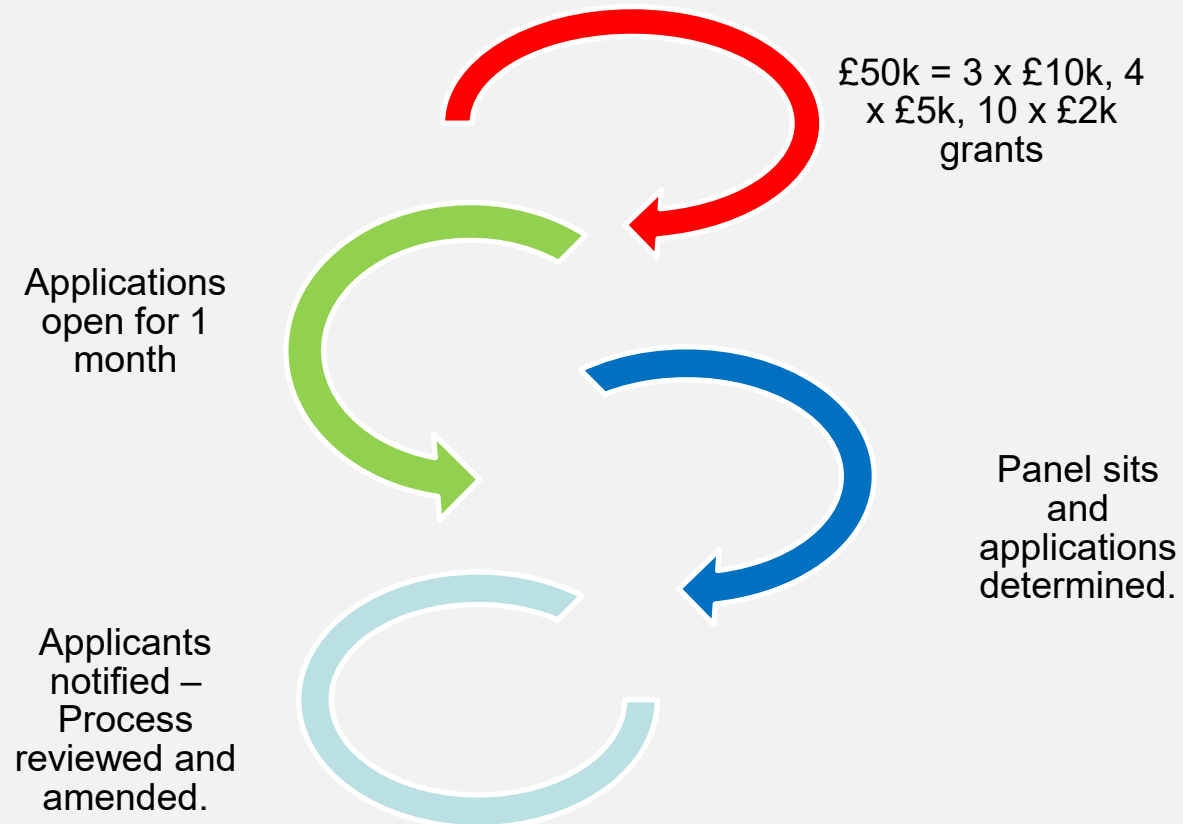 £50k = 3 x £10k, 4
x £5k, 10 x £2k
grants
Applications
open for 1
month
Panel sits
and
applications
determined.
Applicants
notified –
Process
reviewed and
amended.